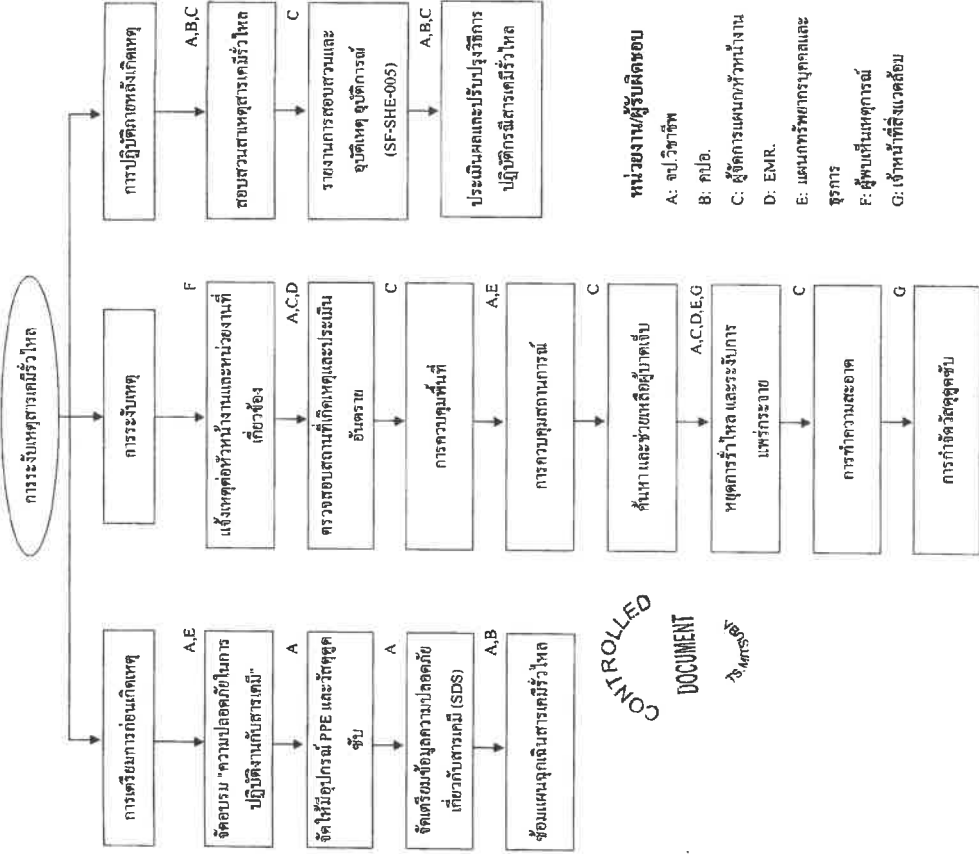 การระงับเหตุสารเคมีรั่วไหล
การเตรียมการก่อนเกิดเหตุ
A,E
จัดอบรม "ความปลอดภัยในการ
ปฏิบัติงานกับสารเคมี"
A
จัดให้มีอุปกรณ์ PPE และวัสดุดูด
ซับ
A
จัดเตรียมข้อมูลความปลอดภัย
เกี่ยวกับสารเคมี (SDS)
A,B
ซ้อมแผนฉุกเฉินสารเคมีรั่วไหล
การระงับเหตุ
F
แจ้งเหตุต่อหัวหน้างานและหน่วยงานที่
เกี่ยวข้อง
A,C,D
ตรวจสอบสถานที่เกิดเหตุและประเมิน
อันตราย
C
การควบคุมพื้นที่
A,E
การควบคุมสถานการณ์
C
ค้นหา และช่วยเหลือผู้บาดเจ็บ
A,C,D,E,G
หยุดการรั่วไหล และระงับการ
แพร่กระจาย
C
การทำความสะอาด
G
การกำจัดวัสดุดูดซับ
การปฏิบัติภายหลังเกิดเหตุ
A,B,C
สอบสวนสาเหตุสารเคมีรั่วไหล
C
รายงานการสอบสวนและ
อุบัติเหตุ อุบัติการณ์
(SF-SHE-005)
A,B,C
ประเมินผลและปรับปรุงวิธีการ
ปฏิบัติกรณีสารเคมีรั่วไหล
หน่วยงาน/ผู้รับผิดชอบ
A: จป.วิชาชีพ
B: คปอ.
C: ผู้จัดการแผนก/หัวหน้างาน
D: EMR.
E: แผนกทรัพยากรบุคคลและ
ธุรการ
F: ผู้พบเห็นเหตุการณ์
G: เจ้าหน้าที่สิ่งแวดล้อม
CONTROLLED
DOCUMENT